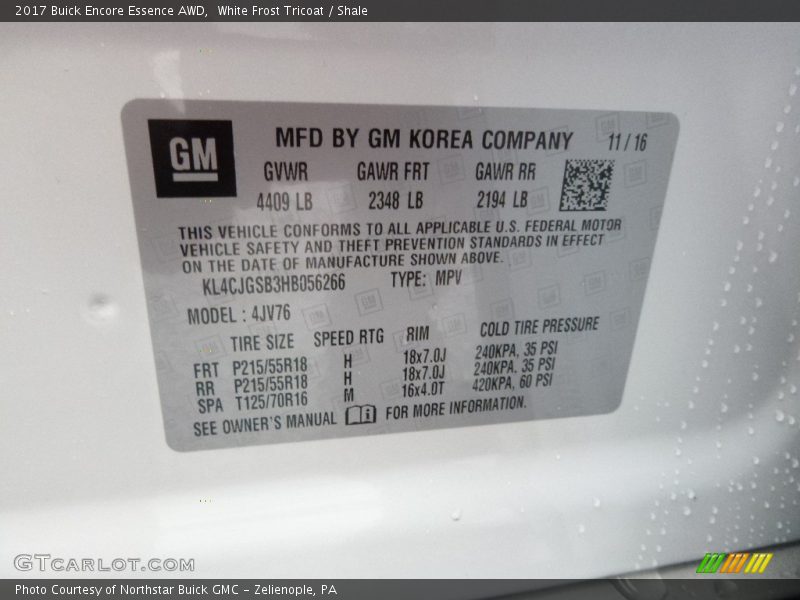 2017 Buick Encore Essence AWD, White Frost Tricoat / Shale
GM
MFD BY GM KOREA COMPANY 11/16
GVWR GAWR FRT GAWR RR
4409 LB 2348 LB 2194 LB
THIS VEHICLE CONFORMS TO ALL APPLICABLE U.S. FEDERAL MOTOR
VEHICLE SAFETY AND THEFT PREVENTION STANDARDS IN EFFECT
ON THE DATE OF MANUFACTURE SHOWN ABOVE.
KL4CJGSB3HB056266 TYPE: MPV
MODEL : 4JV76
TIRE SIZE SPEED RTG RIM COLD TIRE PRESSURE
FRT P215/55R18 H 18x7.0J 240KPA, 35 PSI
RR P215/55R18 H 18x7.0J 240KPA. 35 PSI
SPA T125/70R16 M 16x4.0T 420KPA, 60 PSI
SEE OWNER'S MANUAL FOR MORE INFORMATION.
GTCARLOT.COM
Photo Courtesy of Northstar Buick GMC - Zelienople, PA